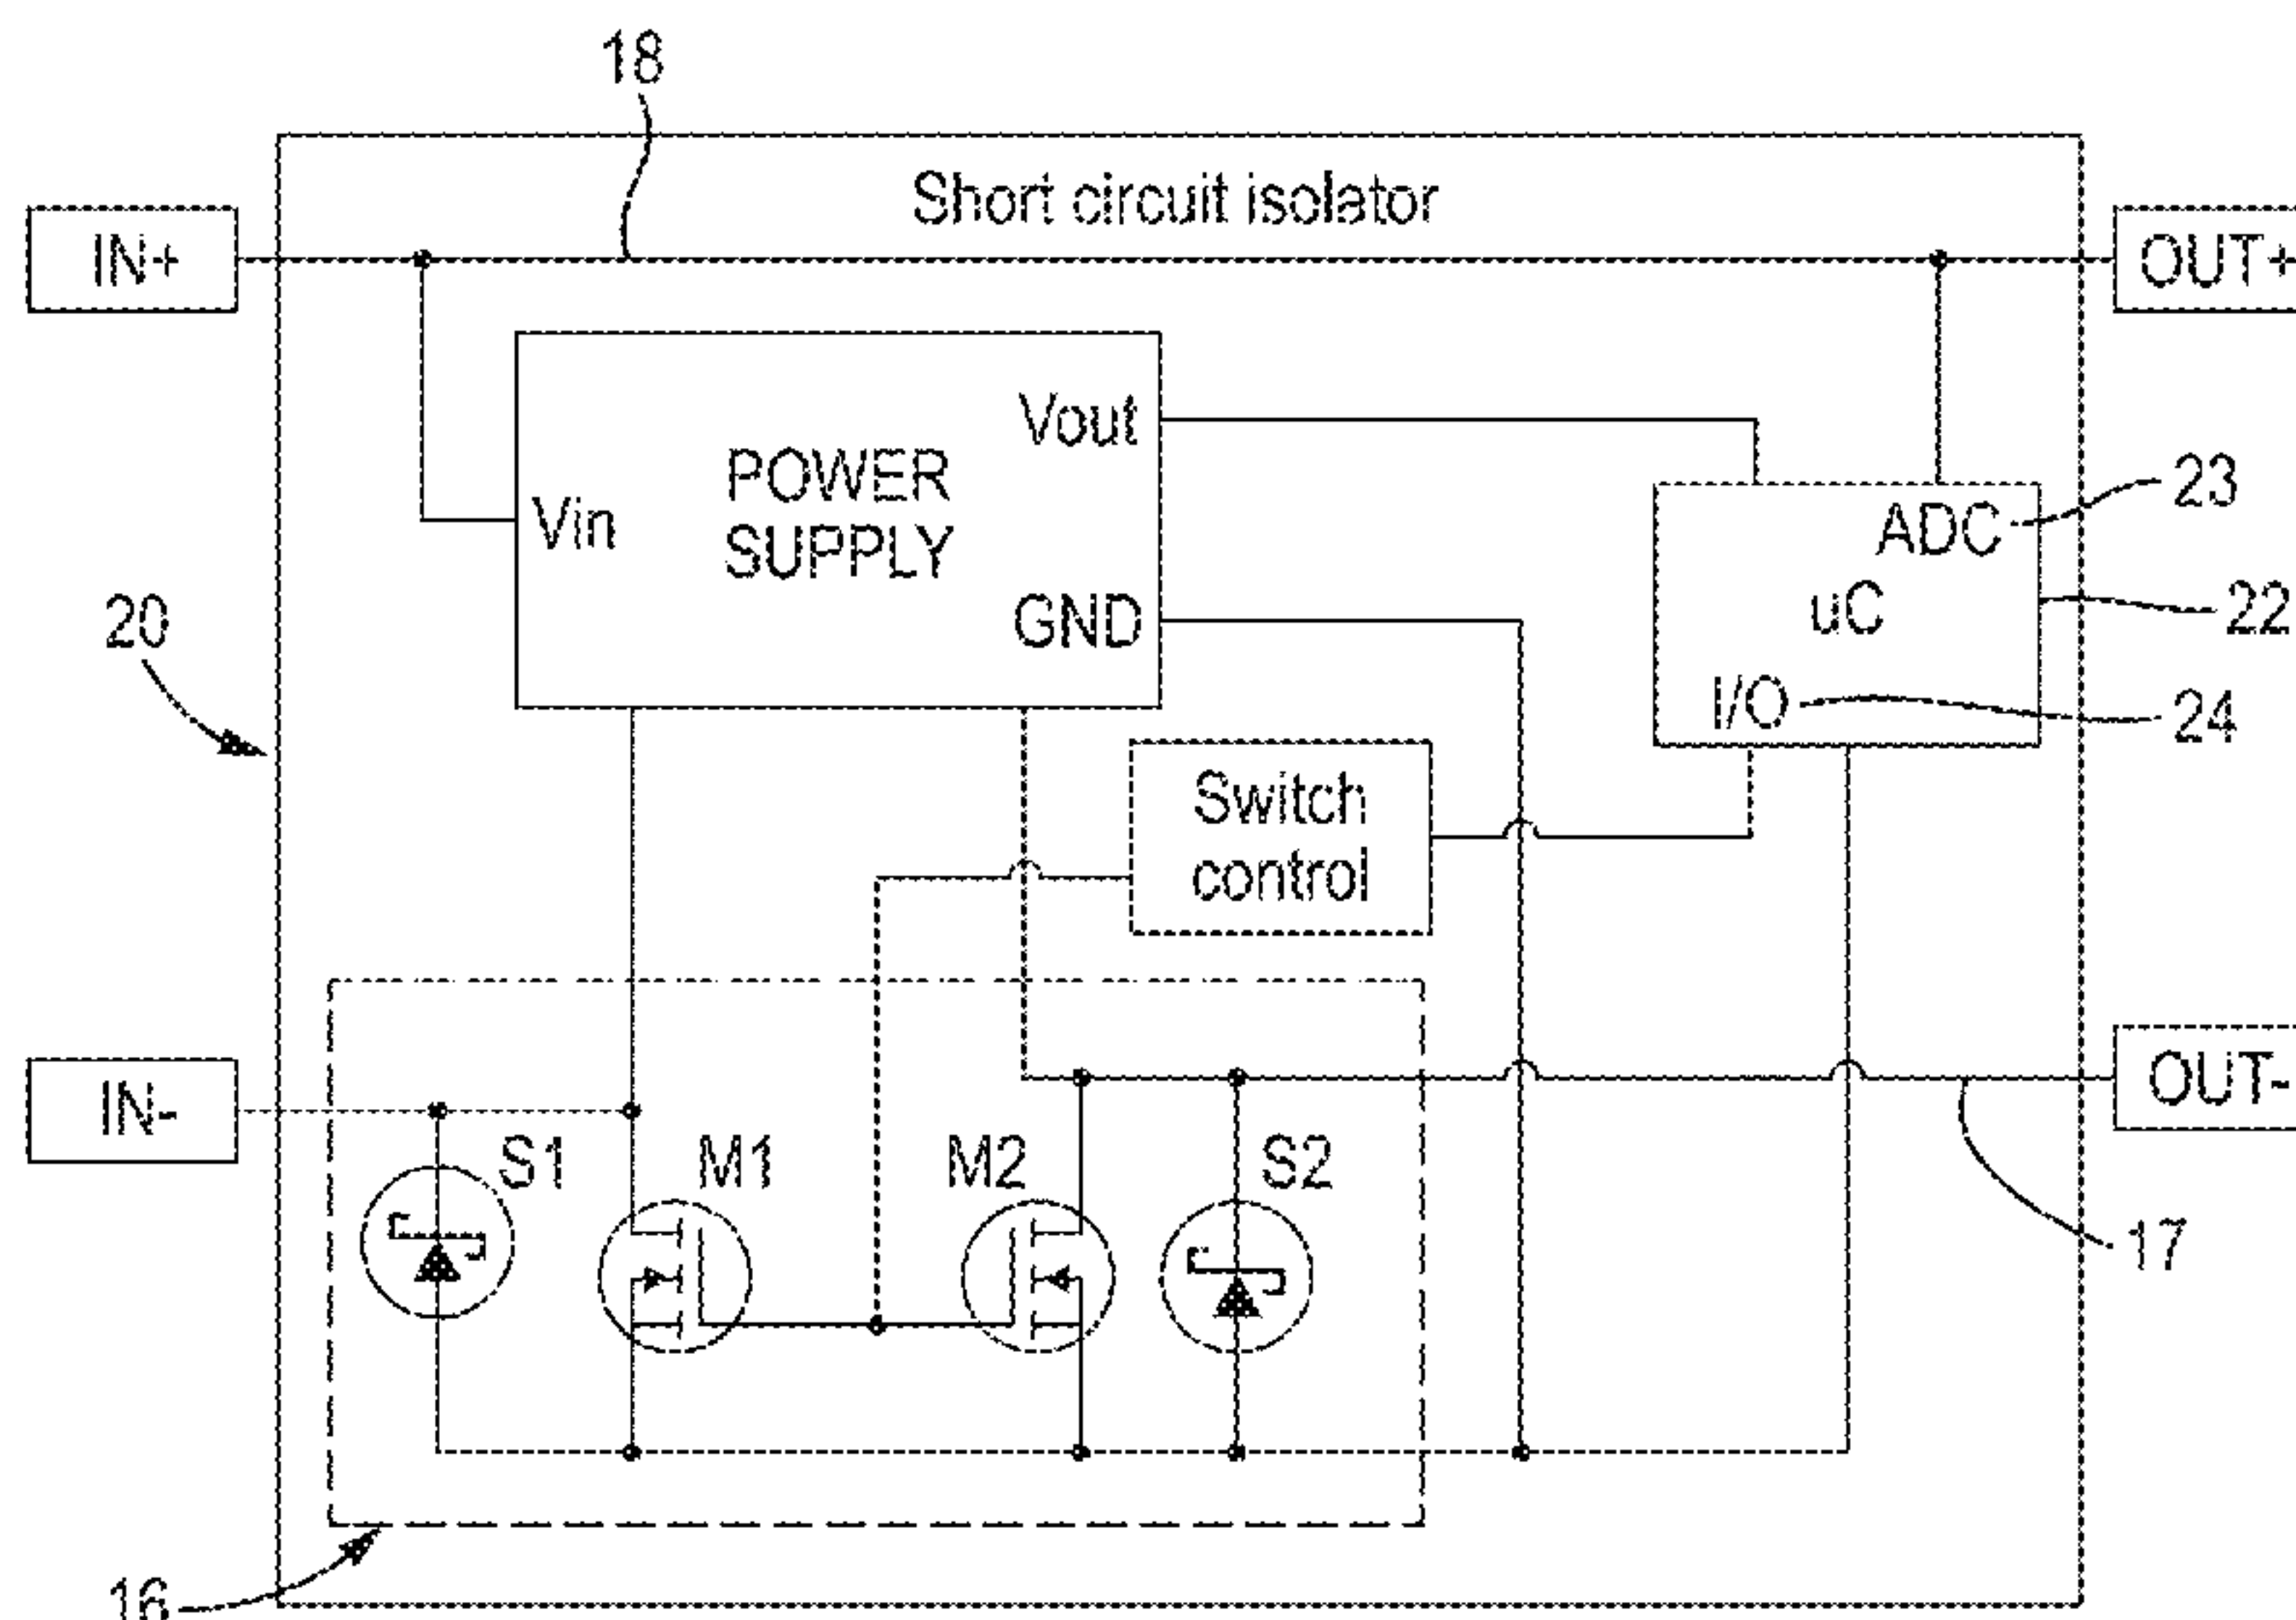 18
Short circuit isolator
IN+
OUT+
Vout
POWER
SUPPLY
Vin
GND
ADC
23
uC
22
I/O
24
20
Switch
control
IN-
OUT-
S1
M1
M2
S2
17
16